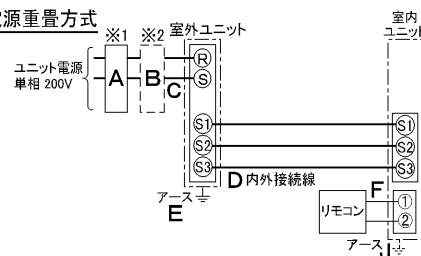 電源重畳方式
※1 ※2 室外ユニット
室内
ユニット
ユニット電源
単相 200V
A
B
C
R
S
S1
S2
S3
S1
S2
S3
D 内外接続線
アース
E
リモコン
F
①
②
アース
J